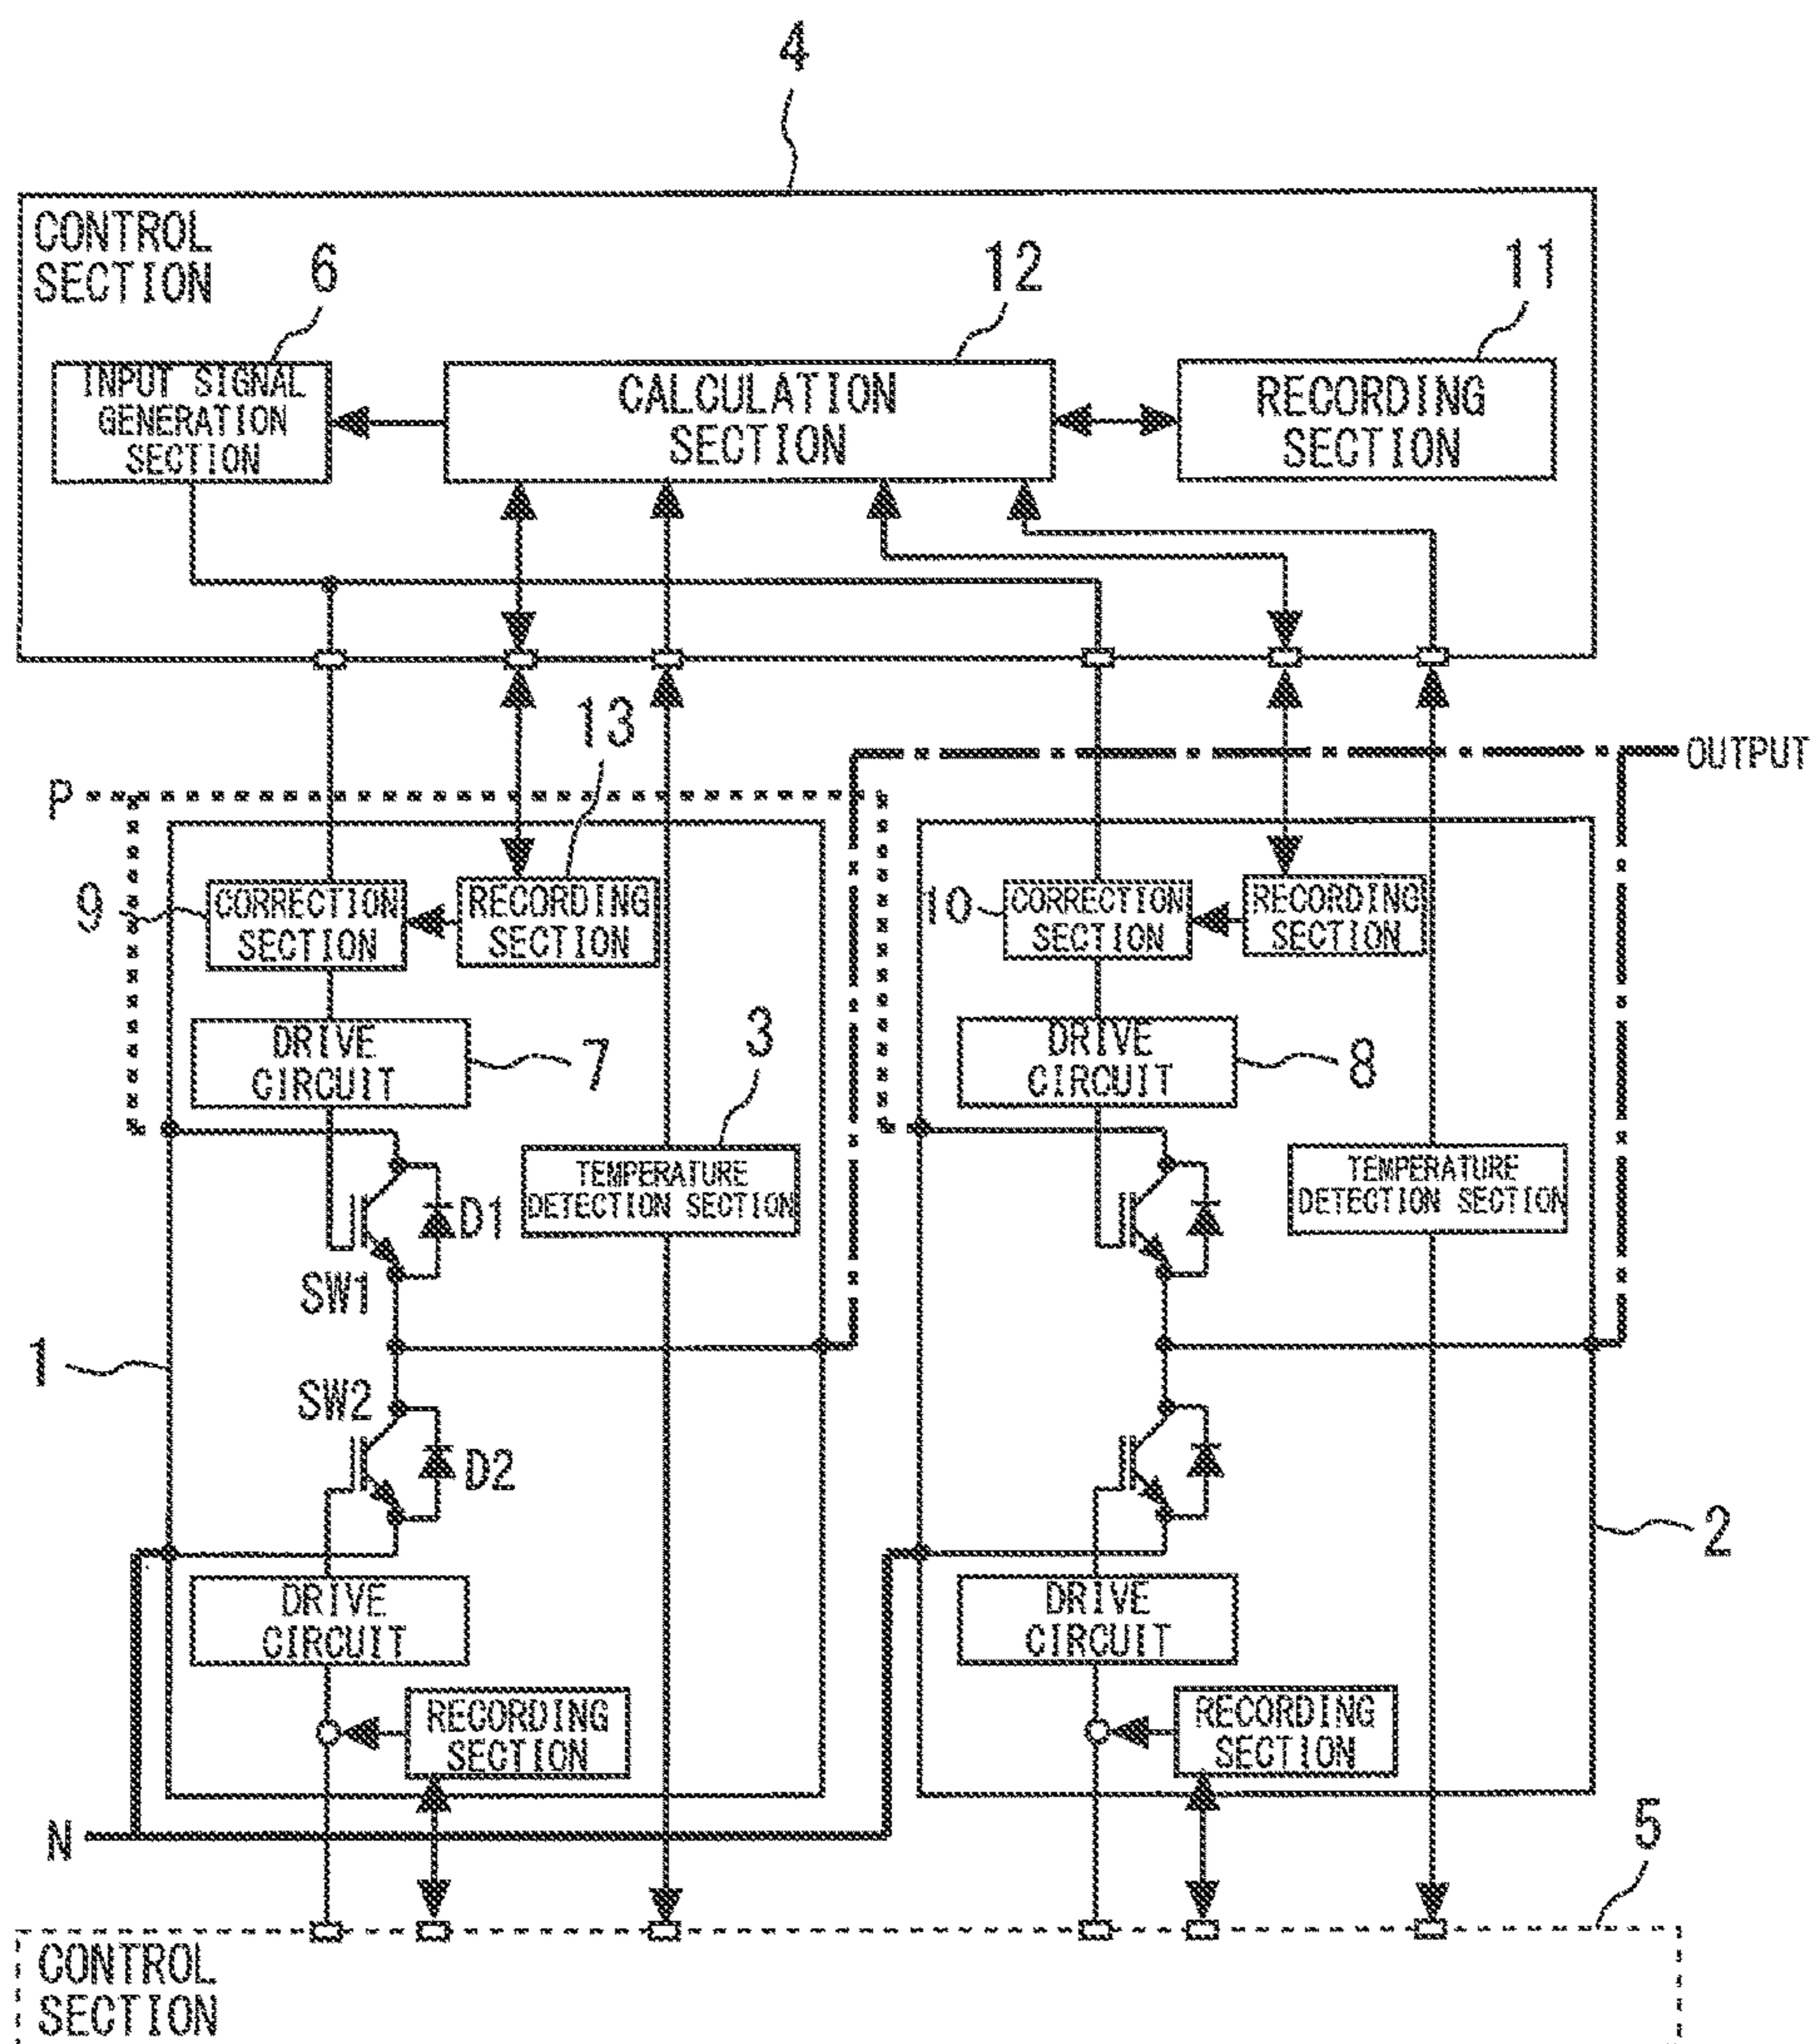 4
CONTROL
SECTION
6
12
11
INPUT SIGNAL
GENERATION
SECTION
CALCULATION
SECTION
RECORDING
SECTION
13
OUTPUT
P
9
CORRECTION
SECTION
RECORDING
SECTION
10
CORRECTION
SECTION
RECORDING
SECTION
DRIVE
CIRCUIT
7
3
DRIVE
CIRCUIT
8
TEMPERATURE
DETECTION SECTION
TEMPERATURE
DETECTION SECTION
D1
SW1
1
SW2
D2
2
DRIVE
CIRCUIT
DRIVE
CIRCUIT
RECORDING
SECTION
RECORDING
SECTION
N
5
CONTROL
SECTION